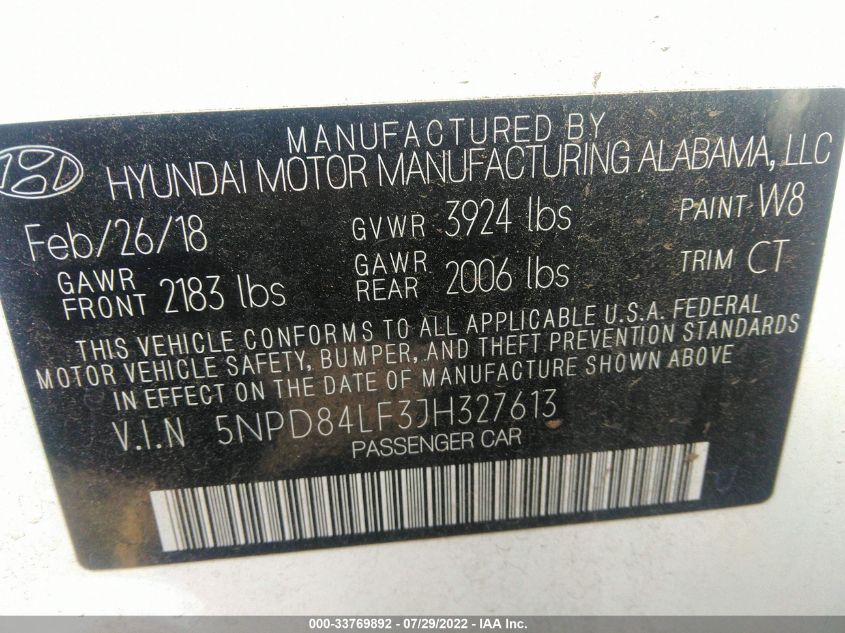 MANUFACTURED BY
HYUNDAI MOTOR MANUFACTURING ALABAMA, LLC
Feb/26/18 GVWR 3924 lbs PAINT W8
GAWR FRONT 2183 lbs GAWR REAR 2006 lbs TRIM CT
THIS VEHICLE CONFORMS TO ALL APPLICABLE U.S.A. FEDERAL
MOTOR VEHICLE SAFETY, BUMPER, AND THEFT PREVENTION STANDARDS
IN EFFECT ON THE DATE OF MANUFACTURE SHOWN ABOVE
V.I.N 5NPD84LF3JH327613
PASSENGER CAR
000-33769892 - 07/29/2022 - IAA Inc.